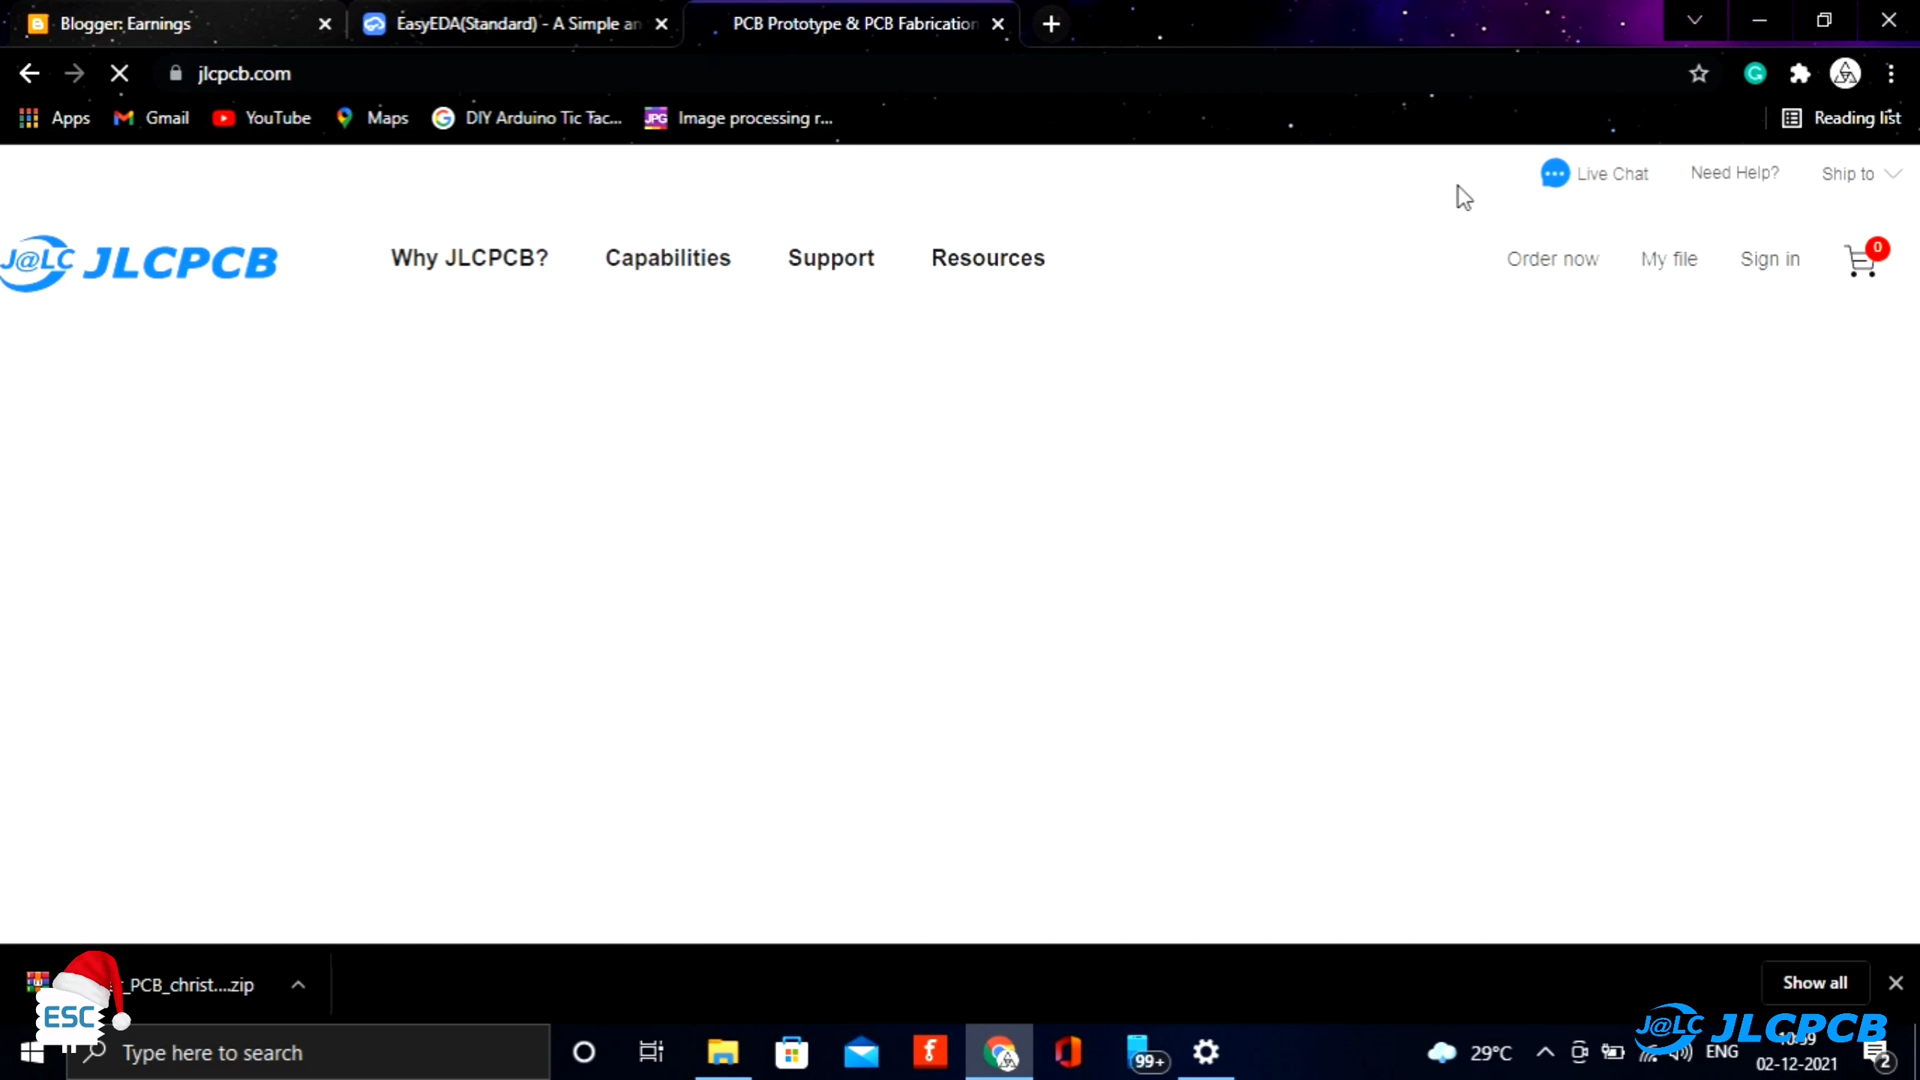 Blogger: Earnings
EasyEDA(Standard) - A Simple an
PCB Prototype & PCB Fabrication
jlcpcb.com
Apps
Gmail
YouTube
Maps
DIY Arduino Tic Tac...
JPG
Image processing r...
Reading list
Live Chat
Need Help?
Ship to
J@LC JLCPCB
Why JLCPCB?
Capabilities
Support
Resources
Order now
My file
Sign in
0
_PCB_christ....zip
Show all
ESC
Type here to search
99+
29°C
ENG
02-12-2021
2
J@LC JLCPCB